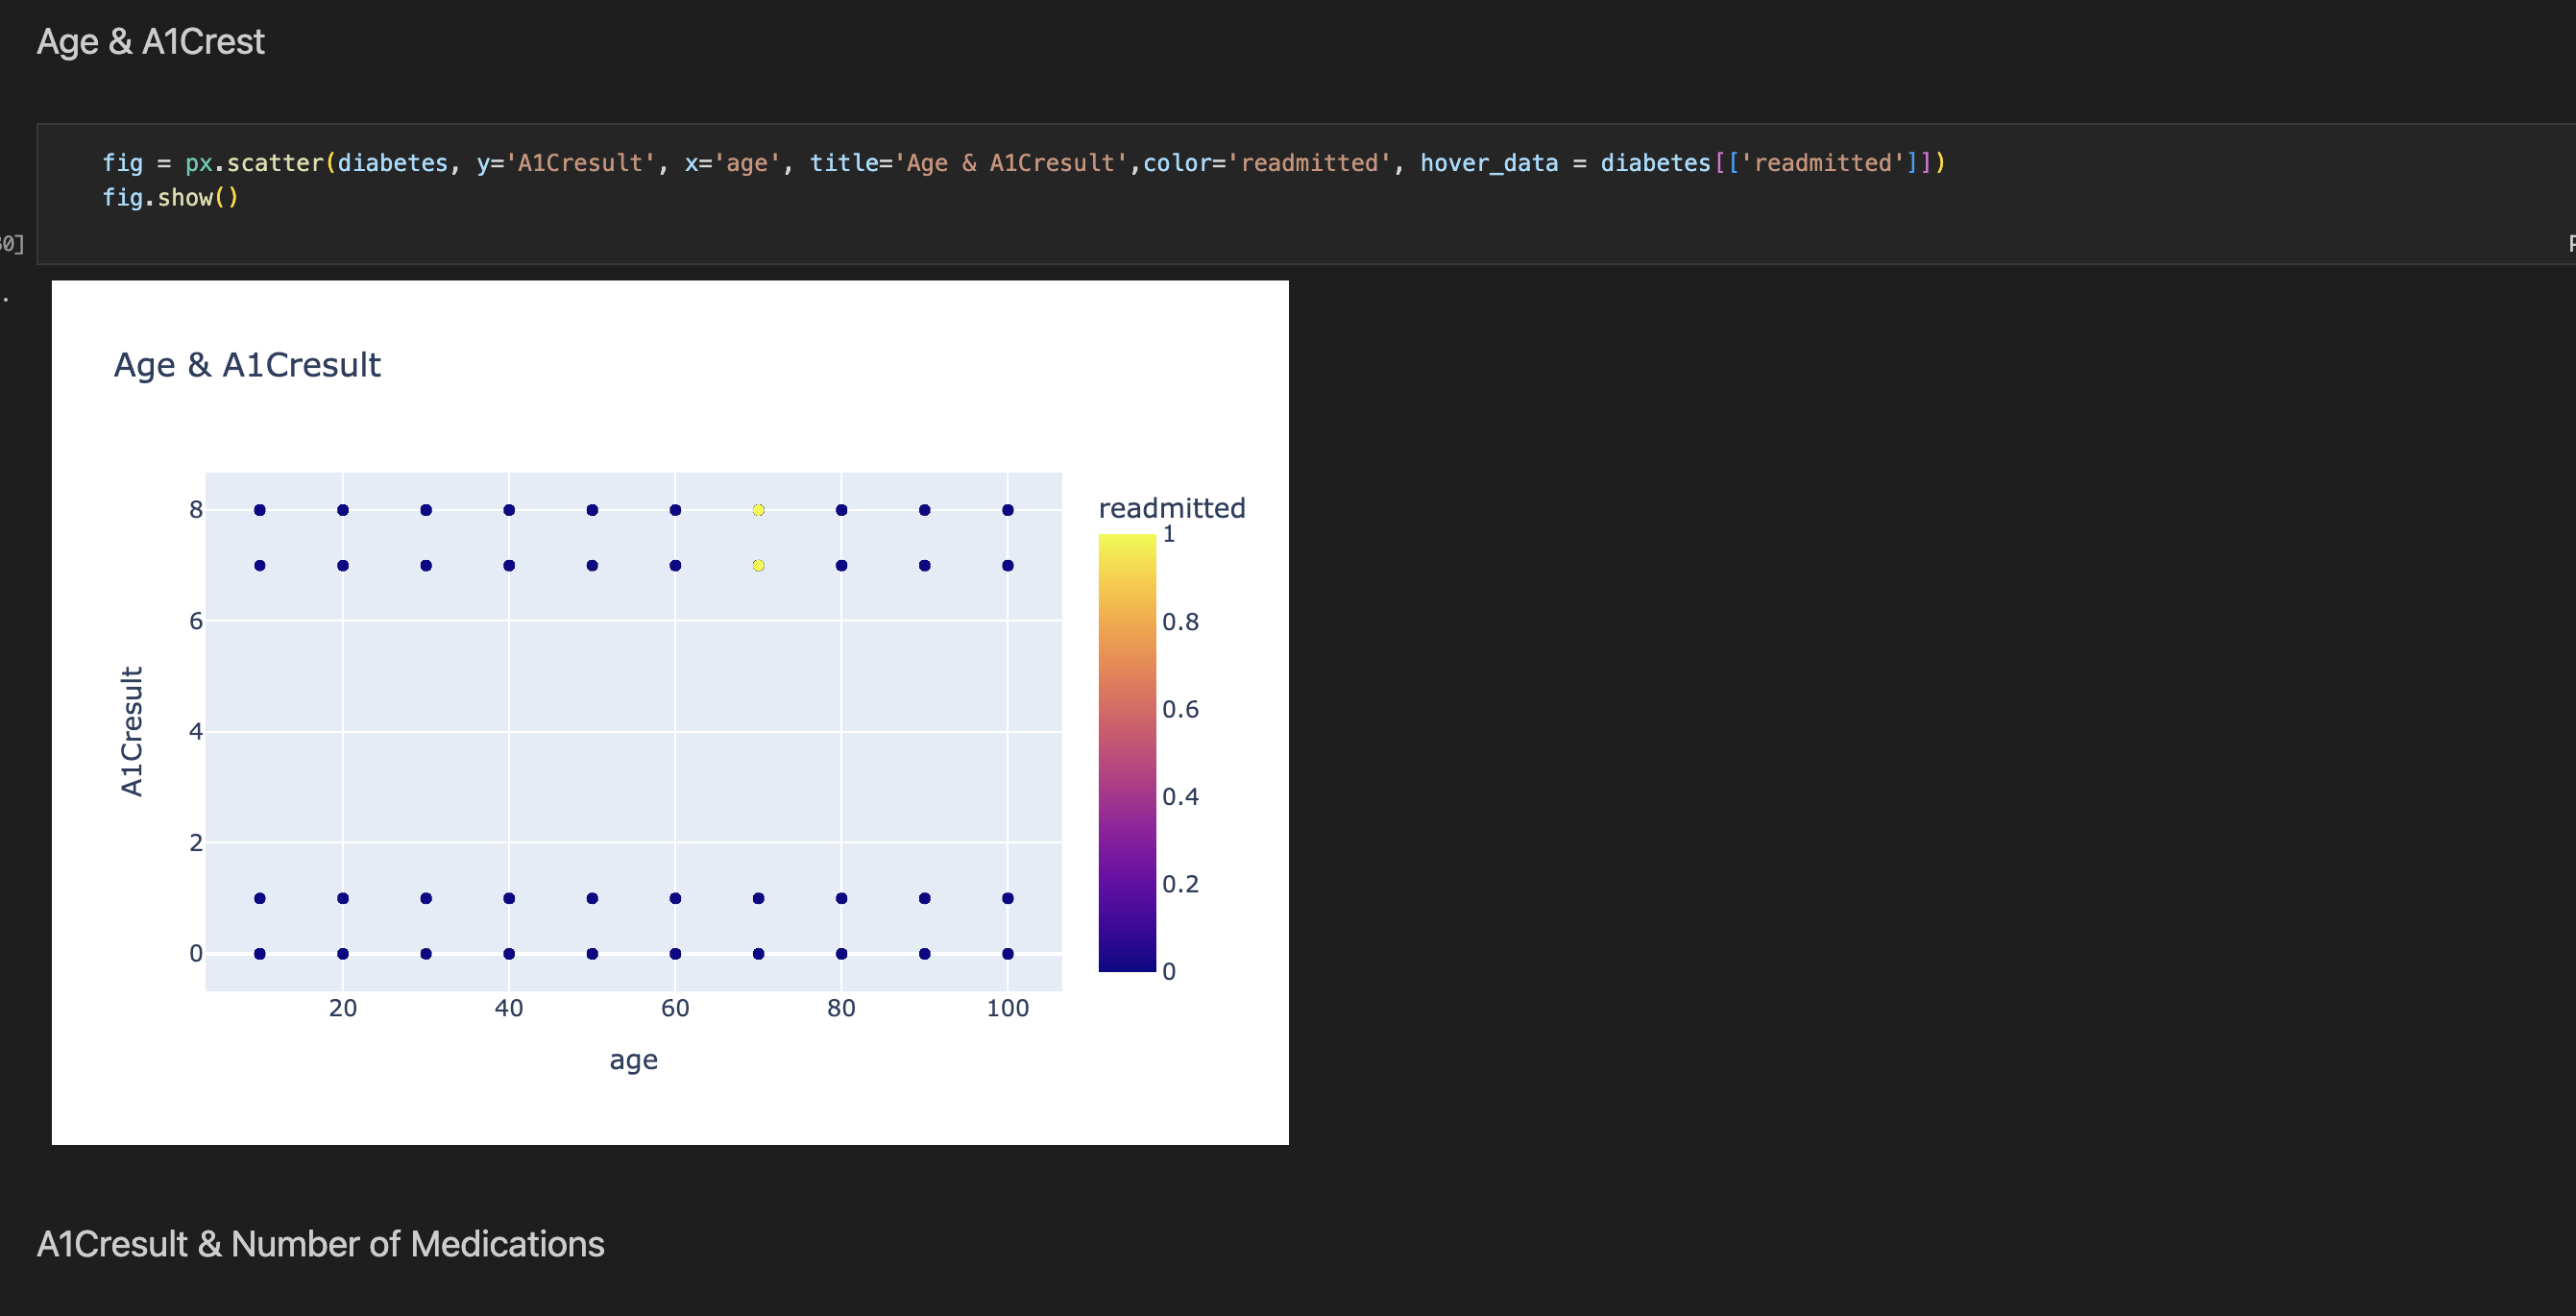 Age & A1Crest
fig = px.scatter(diabetes, y='A1Cresult', x='age', title='Age & A1Cresult',color='readmitted', hover_data = diabetes[['readmitted']])
fig.show()
0]
Age & A1Cresult
readmitted
1
0.8
0.6
0.4
0.2
0
8
6
4
2
0
A1Cresult
20 40 60 80 100
age
A1Cresult & Number of Medications